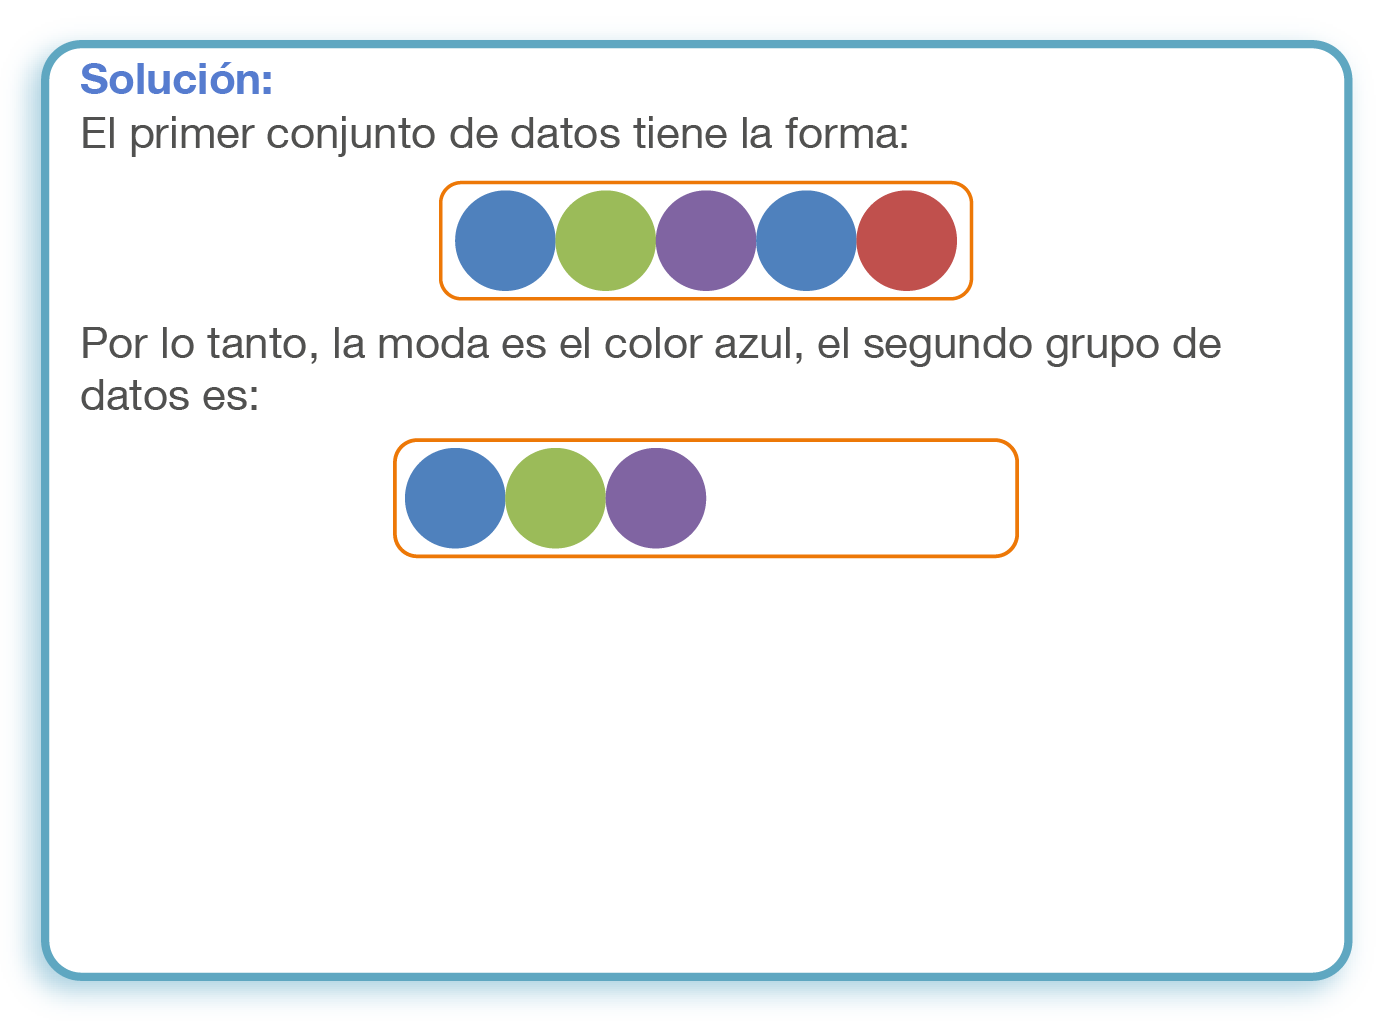 Solución:
El primer conjunto de datos tiene la forma:
Por lo tanto, la moda es el color azul, el segundo grupo de
datos es: